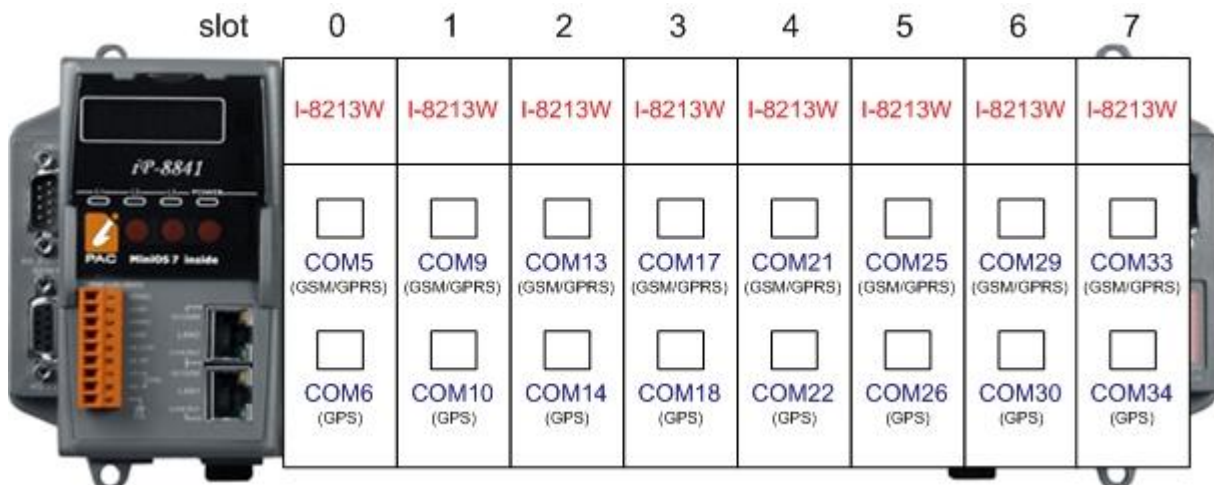 slot 0 1 2 3 4 5 6 7
I-8213W I-8213W I-8213W I-8213W I-8213W I-8213W I-8213W I-8213W
iP-8841
POWER
PAC MiniOS 7 inside
COM5 COM9 COM13 COM17 COM21 COM25 COM29 COM33
(GSM/GPRS) (GSM/GPRS) (GSM/GPRS) (GSM/GPRS) (GSM/GPRS) (GSM/GPRS) (GSM/GPRS) (GSM/GPRS)
COM6 COM10 COM14 COM18 COM22 COM26 COM30 COM34
(GPS) (GPS) (GPS) (GPS) (GPS) (GPS) (GPS) (GPS)